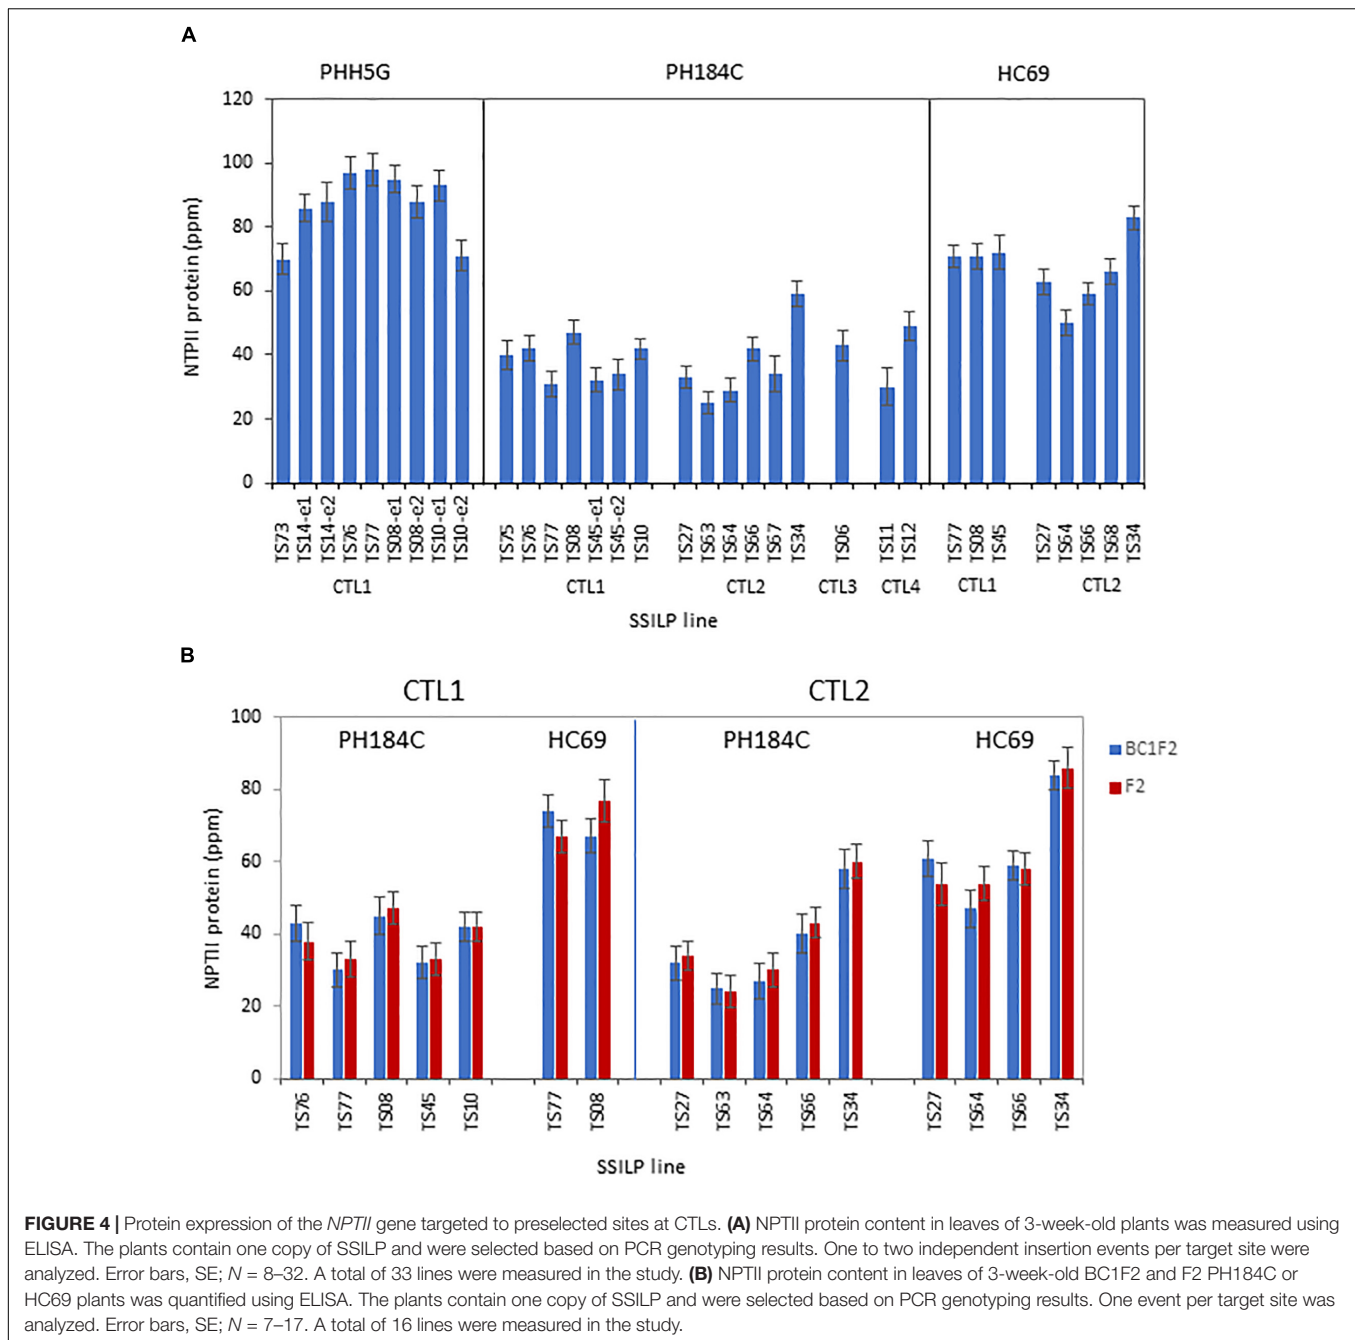 A
PHH5G PH184C HC69
120
100
80
60
40
20
0
NTPII protein (ppm)
TS73 TS14-e1 TS14-e2 TS76 TS77 TS08-e1 TS08-e2 TS10-e1 TS10-e2 TS75 TS76 TS77 TS08 TS45-e1 TS45-e2 TS10 TS27 TS63 TS64 TS66 TS67 TS34 TS06 TS11 TS12 TS77 TS08 TS45 TS27 TS64 TS66 TS68 TS34
CTL1 CTL1 CTL2 CTL3 CTL4 CTL1 CTL2
SSILP line
B
CTL1 CTL2
PH184C HC69 PH184C HC69
100
80
60
40
20
0
NPTII protein (ppm)
BC1F2
F2
TS76 TS77 TS08 TS45 TS10 TS77 TS08 TS27 TS63 TS64 TS66 TS34 TS27 TS64 TS66 TS34
SSILP line
FIGURE 4 | Protein expression of the NPTII gene targeted to preselected sites at CTLs. (A) NPTII protein content in leaves of 3-week-old plants was measured using
ELISA. The plants contain one copy of SSILP and were selected based on PCR genotyping results. One to two independent insertion events per target site were
analyzed. Error bars, SE; N = 8–32. A total of 33 lines were measured in the study. (B) NPTII protein content in leaves of 3-week-old BC1F2 and F2 PH184C or
HC69 plants was quantified using ELISA. The plants contain one copy of SSILP and were selected based on PCR genotyping results. One event per target site was
analyzed. Error bars, SE; N = 7–17. A total of 16 lines were measured in the study.